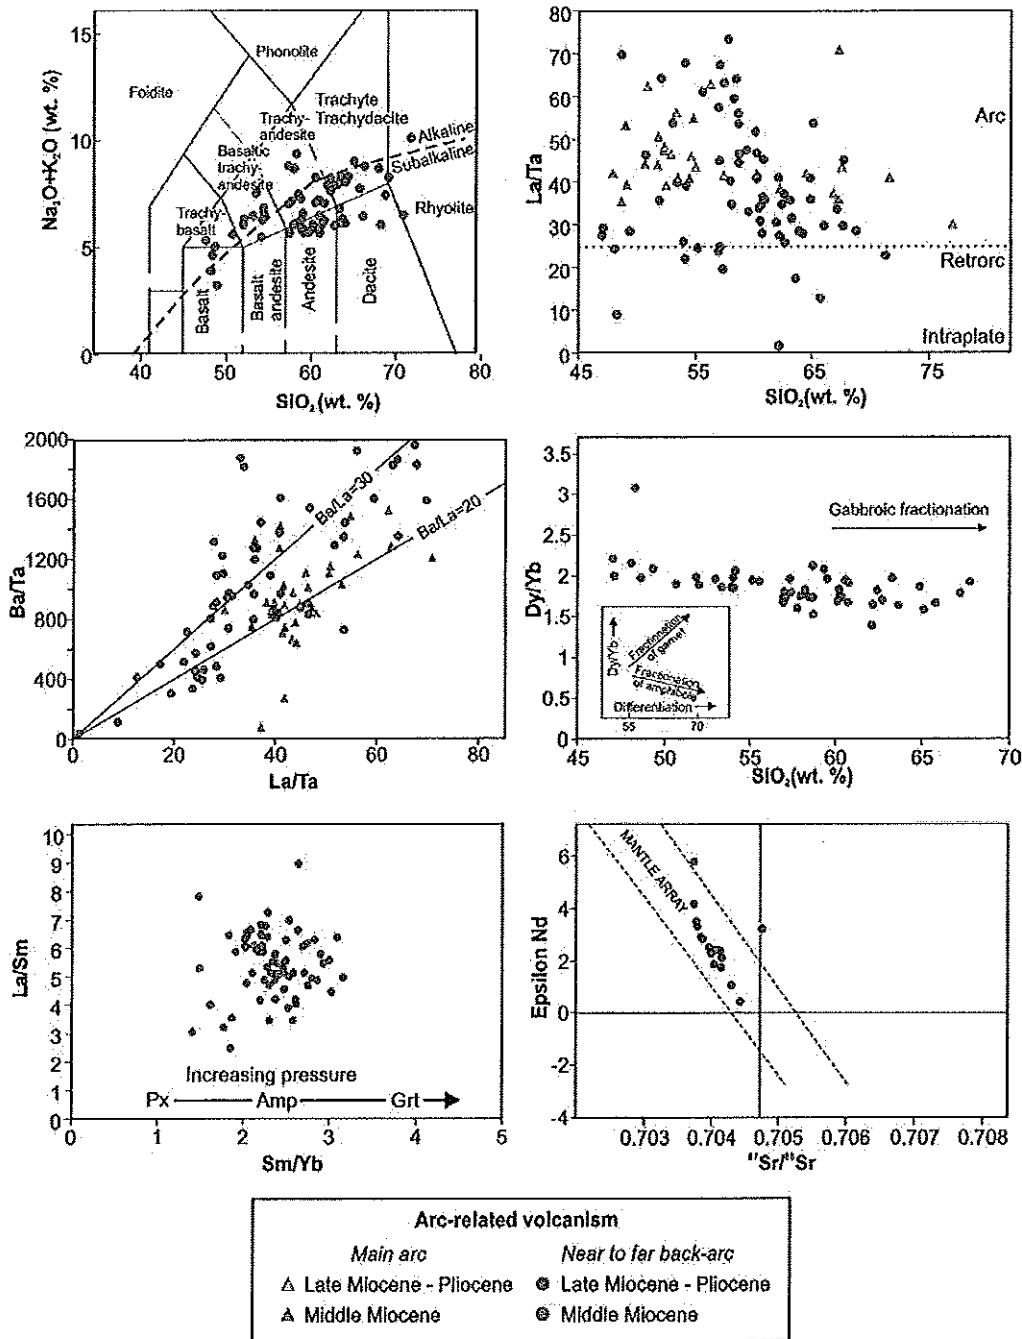 15
10
5
0
Na₂O+K₂O (wt. %)
Foidite
Phonolite
Trachyte
Trachydacite
Trachy-
andesite
Basaltic
trachy-
andesite
Trachy-
basalt
Basalt
Basalt
andesite
Andesite
Dacite
Rhyolite
Alkaline
Subalkaline
40 50 60 70 80
SiO₂(wt. %)
80
70
60
50
40
30
20
10
0
La/Ta
Arc
Retrorc
Intraplate
45 55 65 75
SiO₂(wt. %)
2000
1600
1200
800
400
0
Ba/Ta
Ba/La=30
Ba/La=20
0 20 40 60 80
La/Ta
3.5
3
2.5
2
1.5
1
0.5
0
Dy/Yb
Gabbroic fractionation
Dy/Yb
Fractionation
of garnet
Fractionation
of amphibole
Differentiation
55 70
45 50 55 60 65 70
SiO₂(wt. %)
10
9
8
7
6
5
4
3
2
1
0
La/Sm
Increasing pressure
Px Amp Grt
0 1 2 3 4 5
Sm/Yb
6
4
2
0
-2
-4
Epsilon Nd
MANTLE ARRAY
0.703 0.704 0.705 0.706 0.707 0.708
⁸⁷Sr/⁸⁶Sr
Arc-related volcanism
Main arc Near to far back-arc
Late Miocene - Pliocene Late Miocene - Pliocene
Middle Miocene Middle Miocene